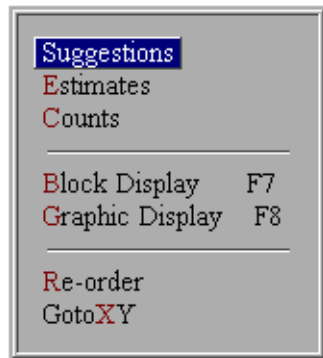 Suggestions
Estimates
Counts
Block Display F7
Graphic Display F8
Re-order
GotoXY